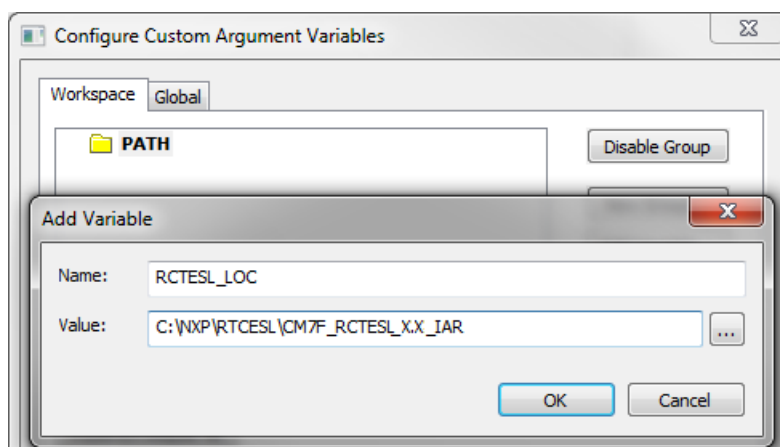 Configure Custom Argument Variables
Workspace Global
PATH
Disable Group
Add Variable
Name: RCTESL_LOC
Value: C:\NXP\RTCESL\CM7F_RCTESL_X.X_IAR ...
OK Cancel